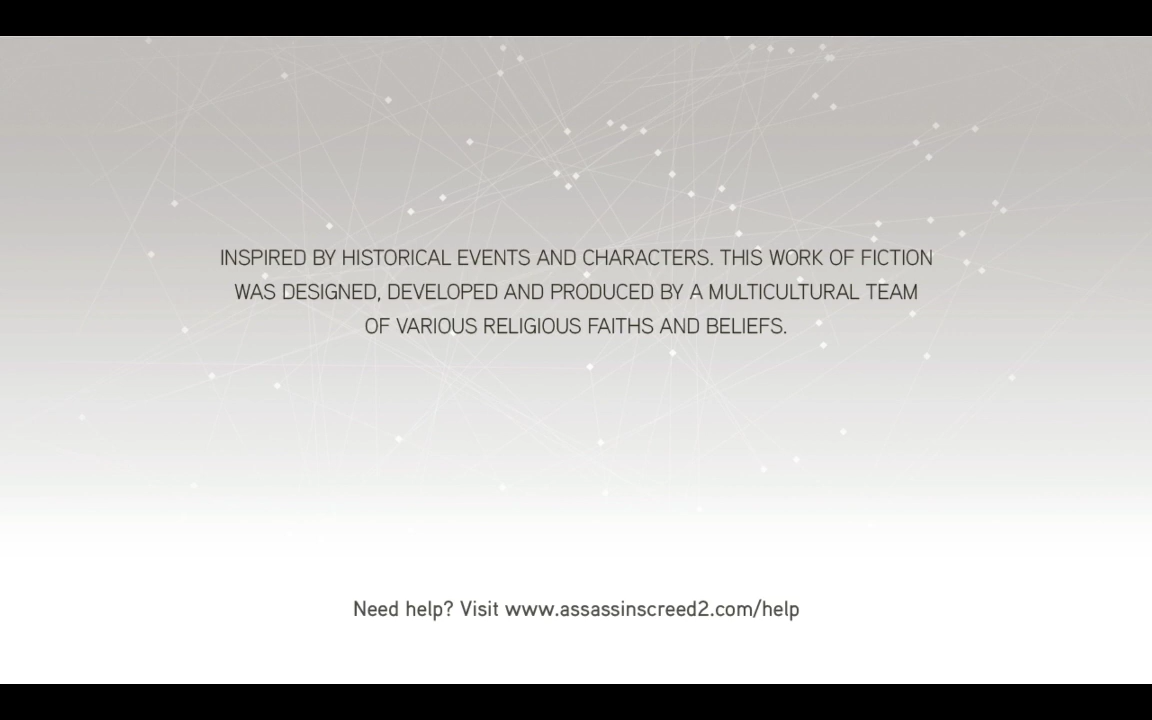 INSPIRED BY HISTORICAL EVENTS AND CHARACTERS. THIS WORK OF FICTION
WAS DESIGNED, DEVELOPED AND PRODUCED BY A MULTICULTURAL TEAM
OF VARIOUS RELIGIOUS FAITHS AND BELIEFS.
Need help? Visit www.assassinscreed2.com/help